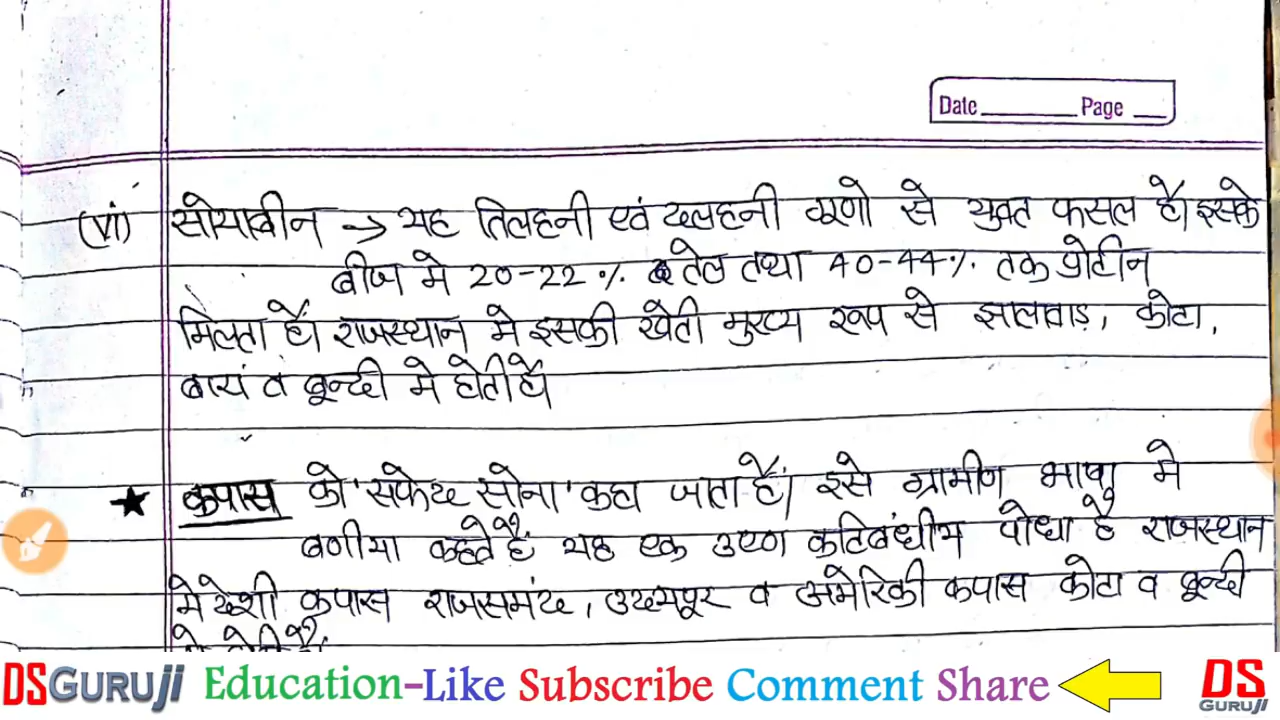 Date Page
(vi) सोयाबीन → यह तिलहनी एवं दलहनी गुणो से युक्त फसल है। इसके
बीज मे 20-22% तेल तथा 40-44% तक प्रोटीन
मिलता है। राजस्थान मे इसकी खेती मुख्य रूप से झालावाड़, कोटा,
बारां व बून्दी मे होती है।
★ कपास को 'सफेद सोना' कहा जाता है। इसे ग्रामीण भाषा मे
बणीया कहते है। यह एक उष्ण कटिबंधीय पोधा है राजस्थान
मे देशी कपास राजसमंद, उदयपूर व अमेरिकी कपास कोटा व बून्दी
मे होती है
DSGURUJI Education-Like Subscribe Comment Share DS GURUJI